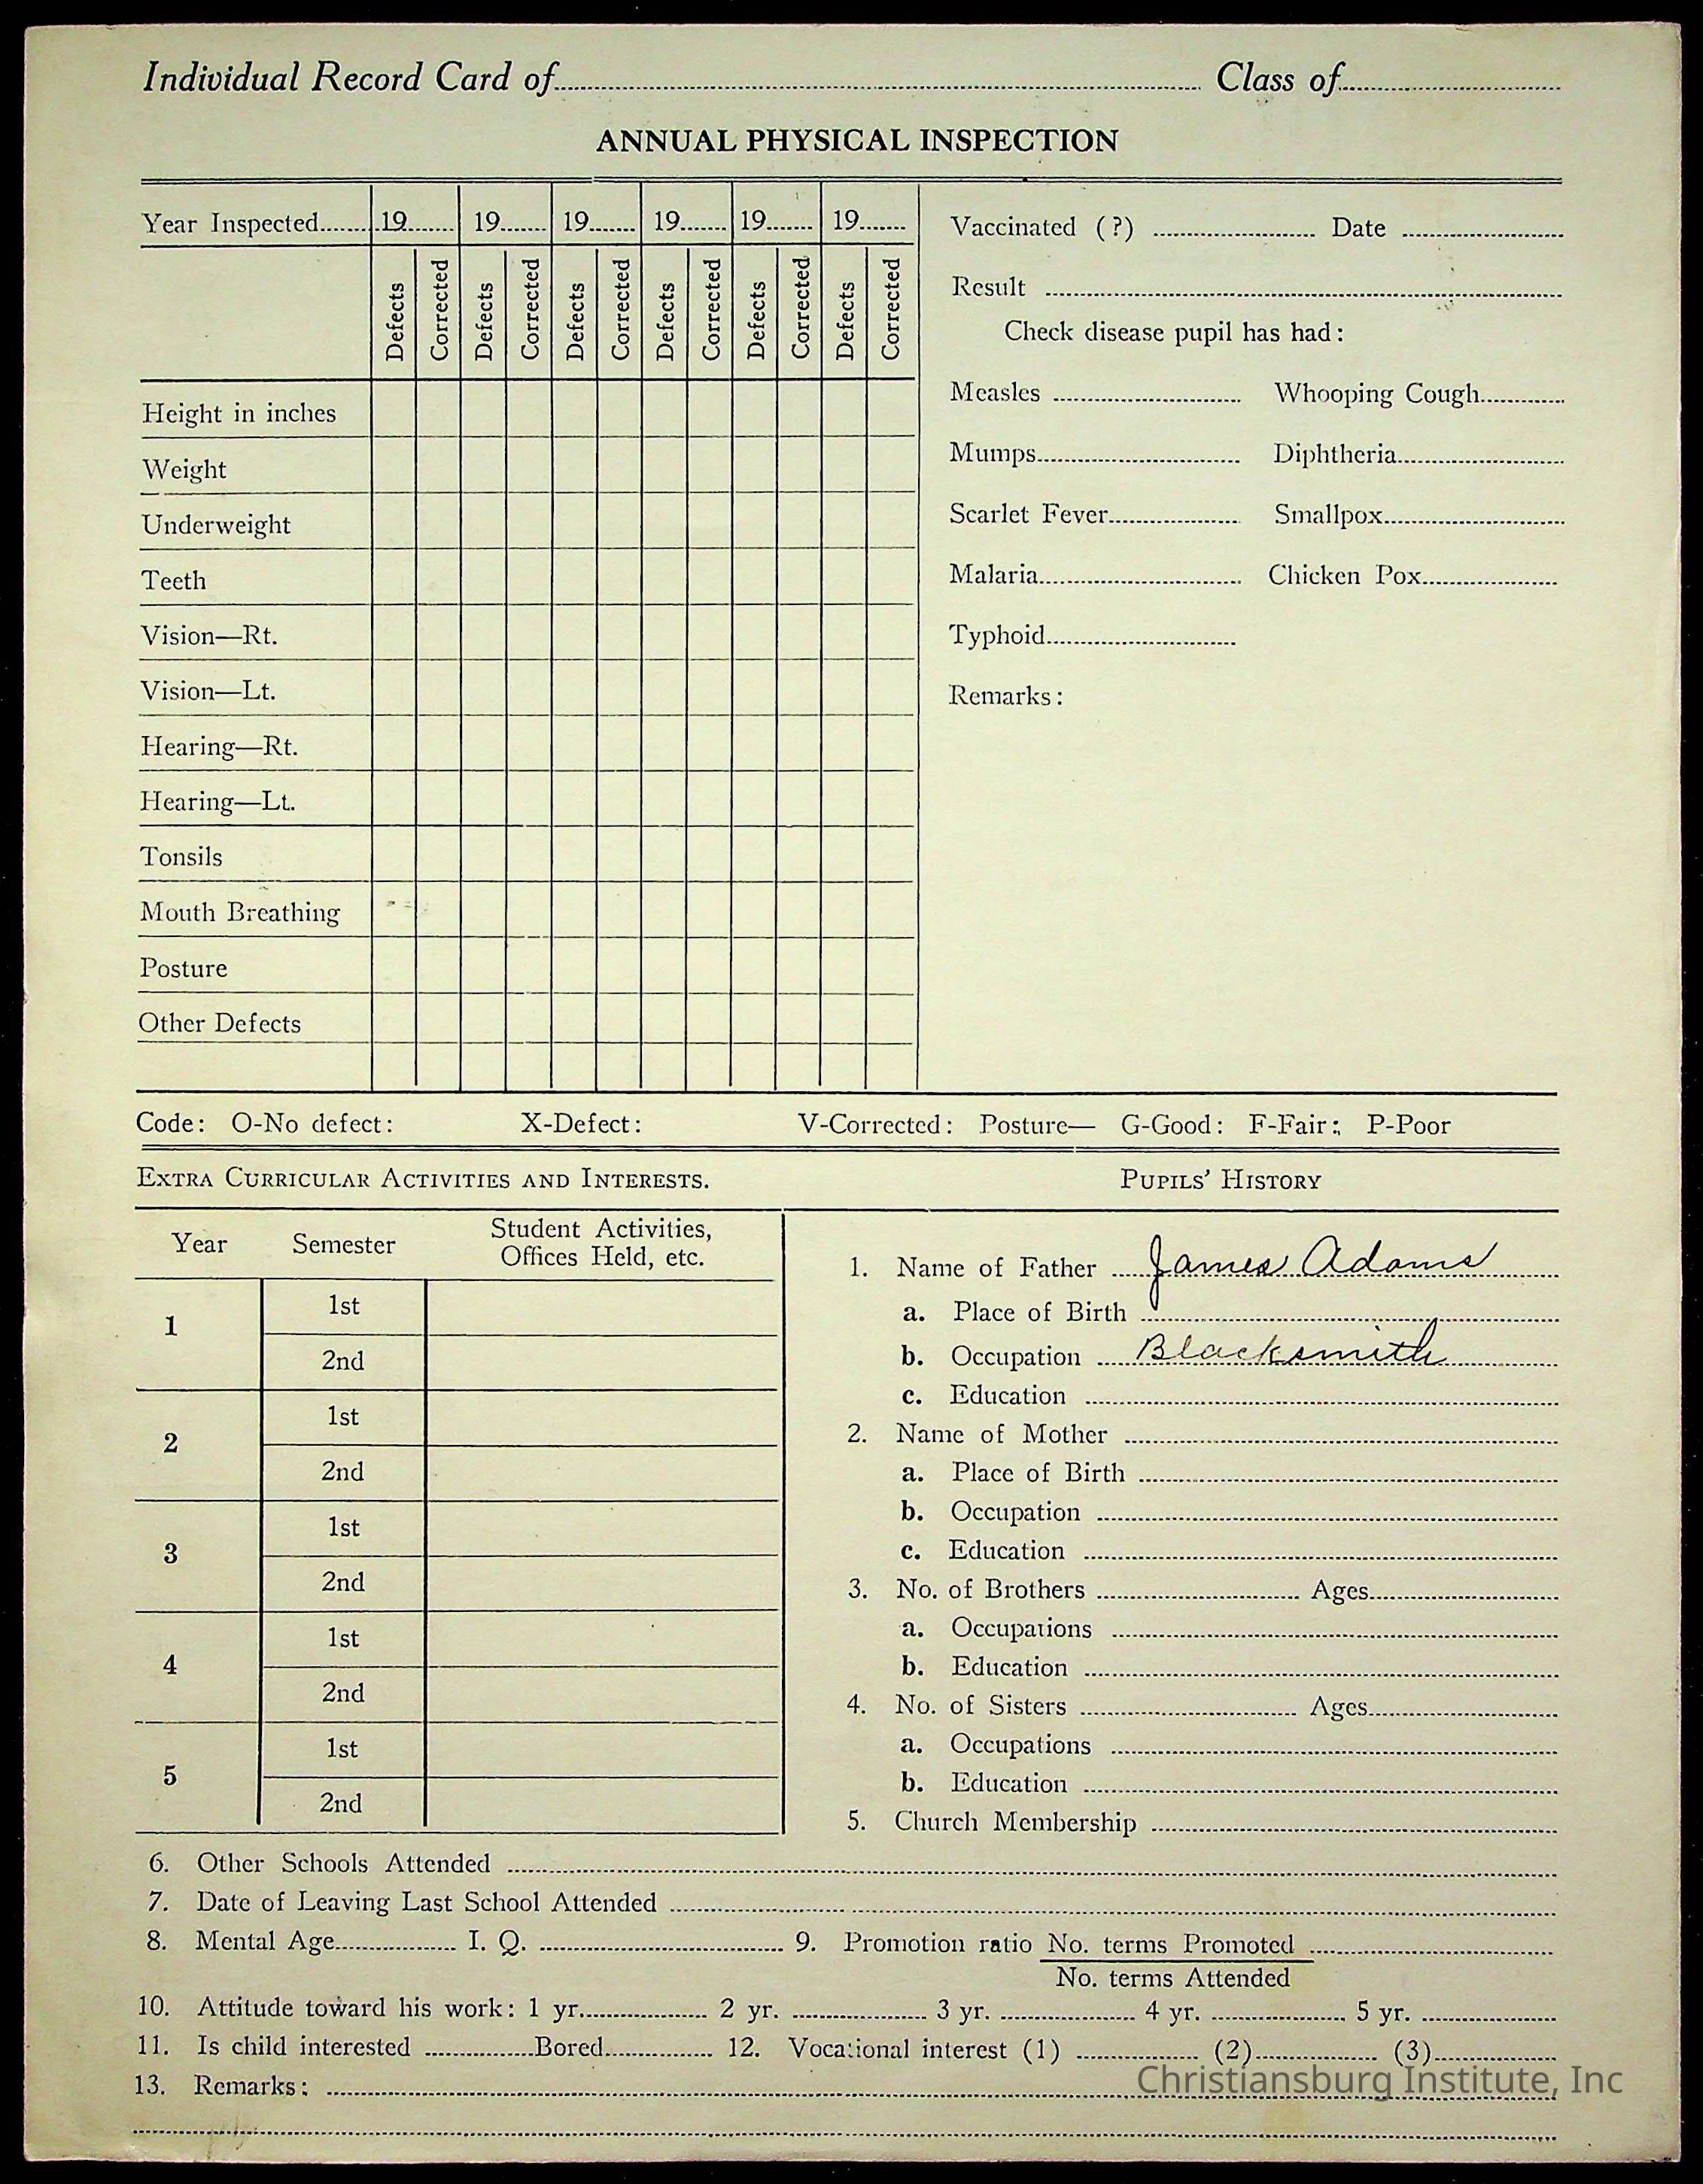 Individual Record Card of Class of
ANNUAL PHYSICAL INSPECTION
Year Inspected 19 19 19 19 19 19
Defects Corrected Defects Corrected Defects Corrected Defects Corrected Defects Corrected Defects Corrected
Height in inches
Weight
Underweight
Teeth
Vision—Rt.
Vision—Lt.
Hearing—Rt.
Hearing—Lt.
Tonsils
Mouth Breathing
Posture
Other Defects
Vaccinated (?) Date
Result
Check disease pupil has had:
Measles Whooping Cough
Mumps Diphtheria
Scarlet Fever Smallpox
Malaria Chicken Pox
Typhoid
Remarks:
Code: O-No defect: X-Defect: V-Corrected: Posture— G-Good: F-Fair: P-Poor
EXTRA CURRICULAR ACTIVITIES AND INTERESTS.
Year Semester Student Activities,
Offices Held, etc.
1 1st
2nd
2 1st
2nd
3 1st
2nd
4 1st
2nd
5 1st
2nd
PUPILS' HISTORY
1. Name of Father James Adams
a. Place of Birth
b. Occupation Blacksmith
c. Education
2. Name of Mother
a. Place of Birth
b. Occupation
c. Education
3. No. of Brothers Ages
a. Occupations
b. Education
4. No. of Sisters Ages
a. Occupations
b. Education
5. Church Membership
6. Other Schools Attended
7. Date of Leaving Last School Attended
8. Mental Age I. Q. 9. Promotion ratio No. terms Promoted
No. terms Attended
10. Attitude toward his work: 1 yr. 2 yr. 3 yr. 4 yr. 5 yr.
11. Is child interested Bored 12. Vocational interest (1) (2) (3)
13. Remarks:
Christiansburg Institute, Inc